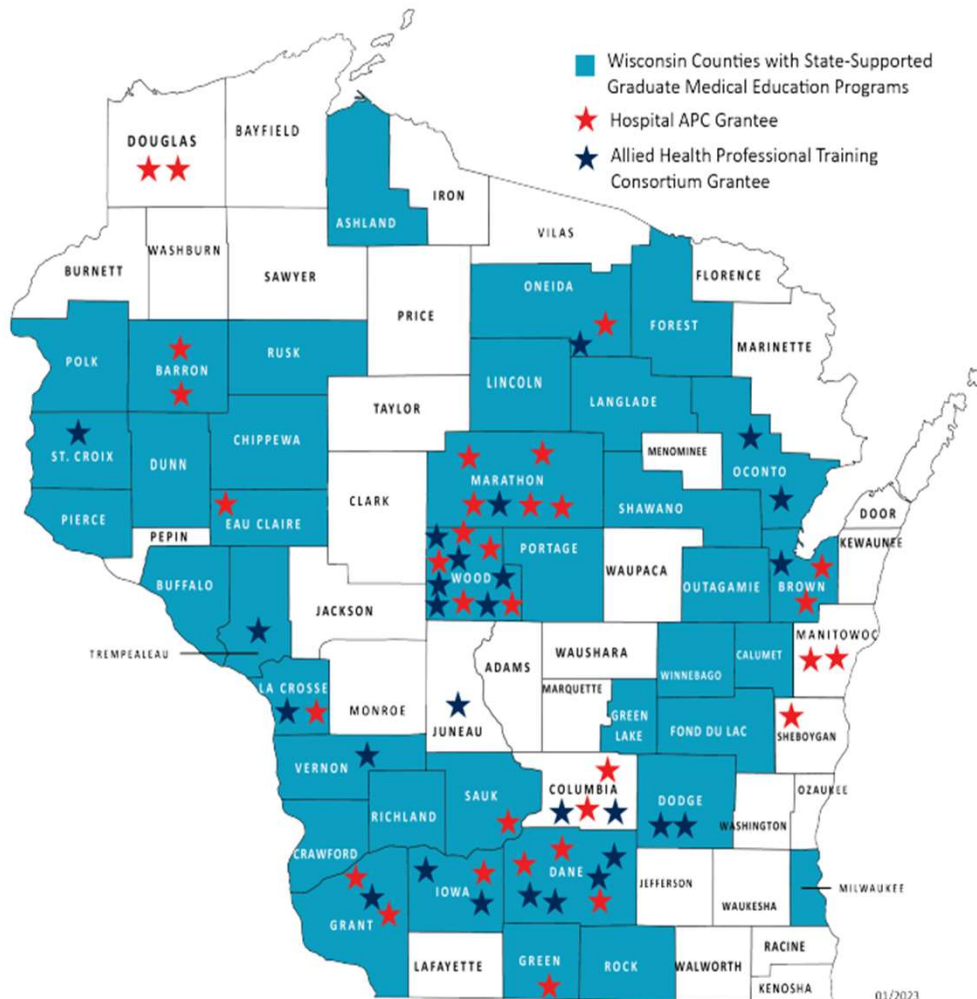 Wisconsin Counties with State-Supported
Graduate Medical Education Programs
Hospital APC Grantee
Allied Health Professional Training
Consortium Grantee
DOUGLAS
BAYFIELD
IRON
ASHLAND
VILAS
WASHBURN
BURNETT
SAWYER
FLORENCE
ONEIDA
PRICE
FOREST
MARINETTE
POLK
BARRON
RUSK
LINCOLN
LANGLADE
TAYLOR
CHIPPEWA
MENOMINEE
ST. CROIX
DUNN
OCONTO
MARATHON
CLARK
SHAWANO
DOOR
PIERCE
EAU CLAIRE
PEPIN
KEWAUNEE
PORTAGE
WAUPACA
WOOD
OUTAGAMIE
BROWN
BUFFALO
JACKSON
MANITOWOC
TREMPEALEAU
ADAMS
WAUSHARA
CALUMET
WINNEBAGO
LA CROSSE
MARQUETTE
MONROE
JUNEAU
GREEN
LAKE
FOND DU LAC
SHEBOYGAN
VERNON
SAUK
COLUMBIA
OZAUKEE
DODGE
RICHLAND
WASHINGTON
CRAWFORD
DANE
IOWA
JEFFERSON
MILWAUKEE
WAUKESHA
GRANT
RACINE
LAFAYETTE
GREEN
ROCK
WALWORTH
KENOSHA
01/2023